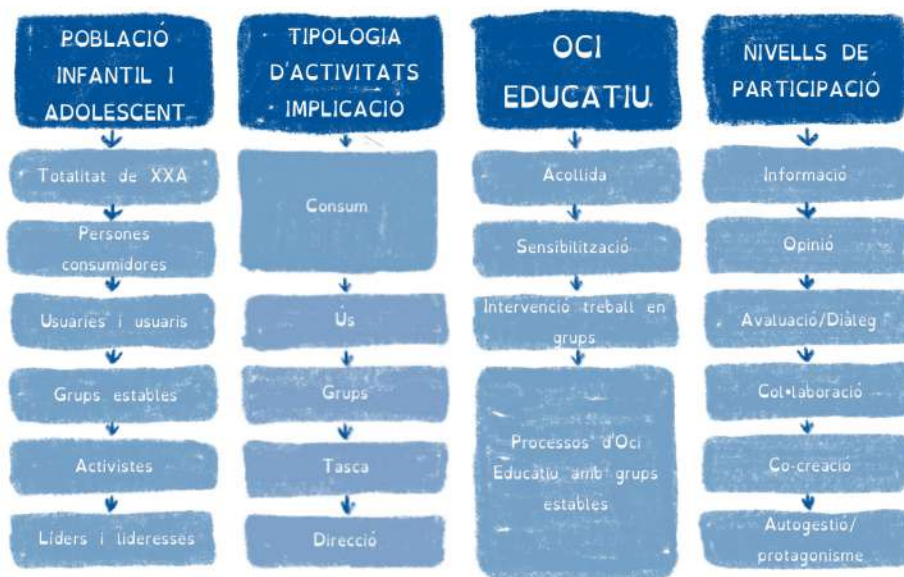 POBLACIÓ
INFANTIL I
ADOLESCENT
Totalitat de XXA
Persones
consumidores
Usuaries i usuaris
Grups estables
Activistes
Líders i lideresses
TIPOLOGIA
D'ACTIVITATS
IMPLICACIÓ
Consum
Ús
Grups
Tasca
Direcció
OCI
EDUCATIU
Acollida
Sensibilització
Intervenció treball en
grups
Processos d'Oci
Educatiu amb grups
estables
NIVELLS DE
PARTICIPACIÓ
Informació
Opinió
Avaluació/Diàleg
Col•laboració
Co-creació
Autogestió/
protagonisme